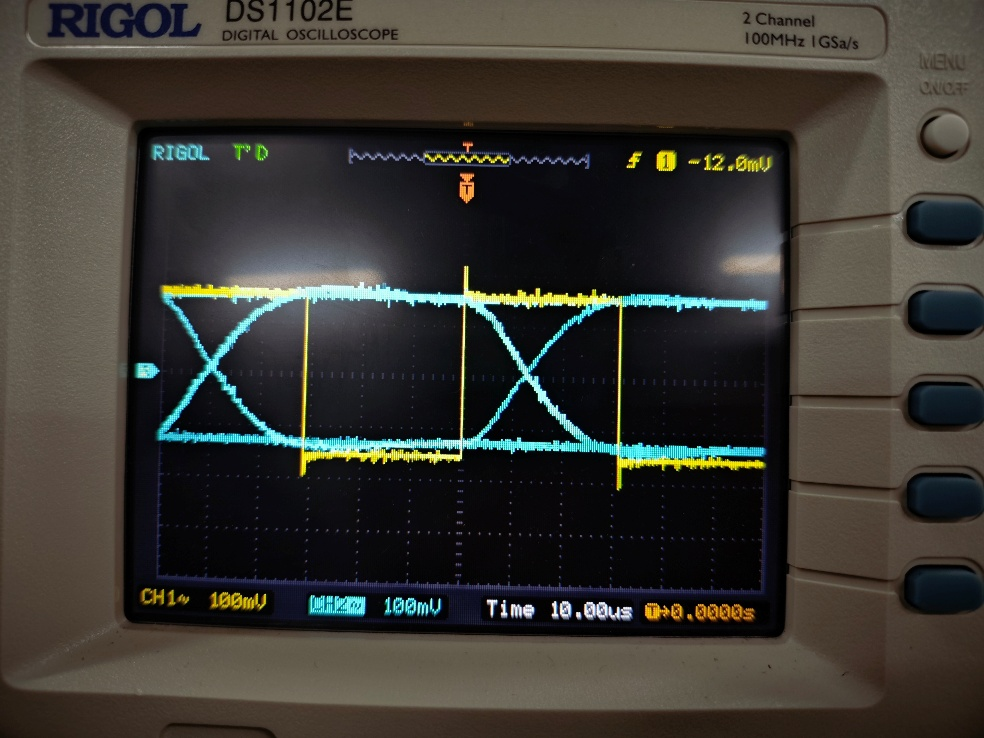 RIGOL DS1102E
DIGITAL OSCILLOSCOPE
2 Channel
100MHz 1GSa/s
MENU
ON/OFF
RIGOL T'D
T
1 -12.0mV
T
CH1~ 100mV CH2~ 100mV Time 10.00us T→0.0000s